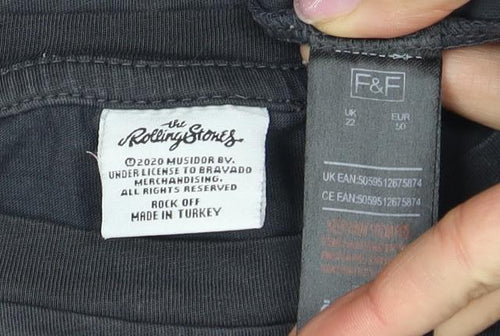 the
Rolling Stones
©2020 MUSIDOR BV.
UNDER LICENSE TO BRAVADO
MERCHANDISING.
ALL RIGHTS RESERVED
ROCK OFF
MADE IN TURKEY
F&F
UK EUR
22 50
UK EAN:5059512675874
CE EAN:5059512675874